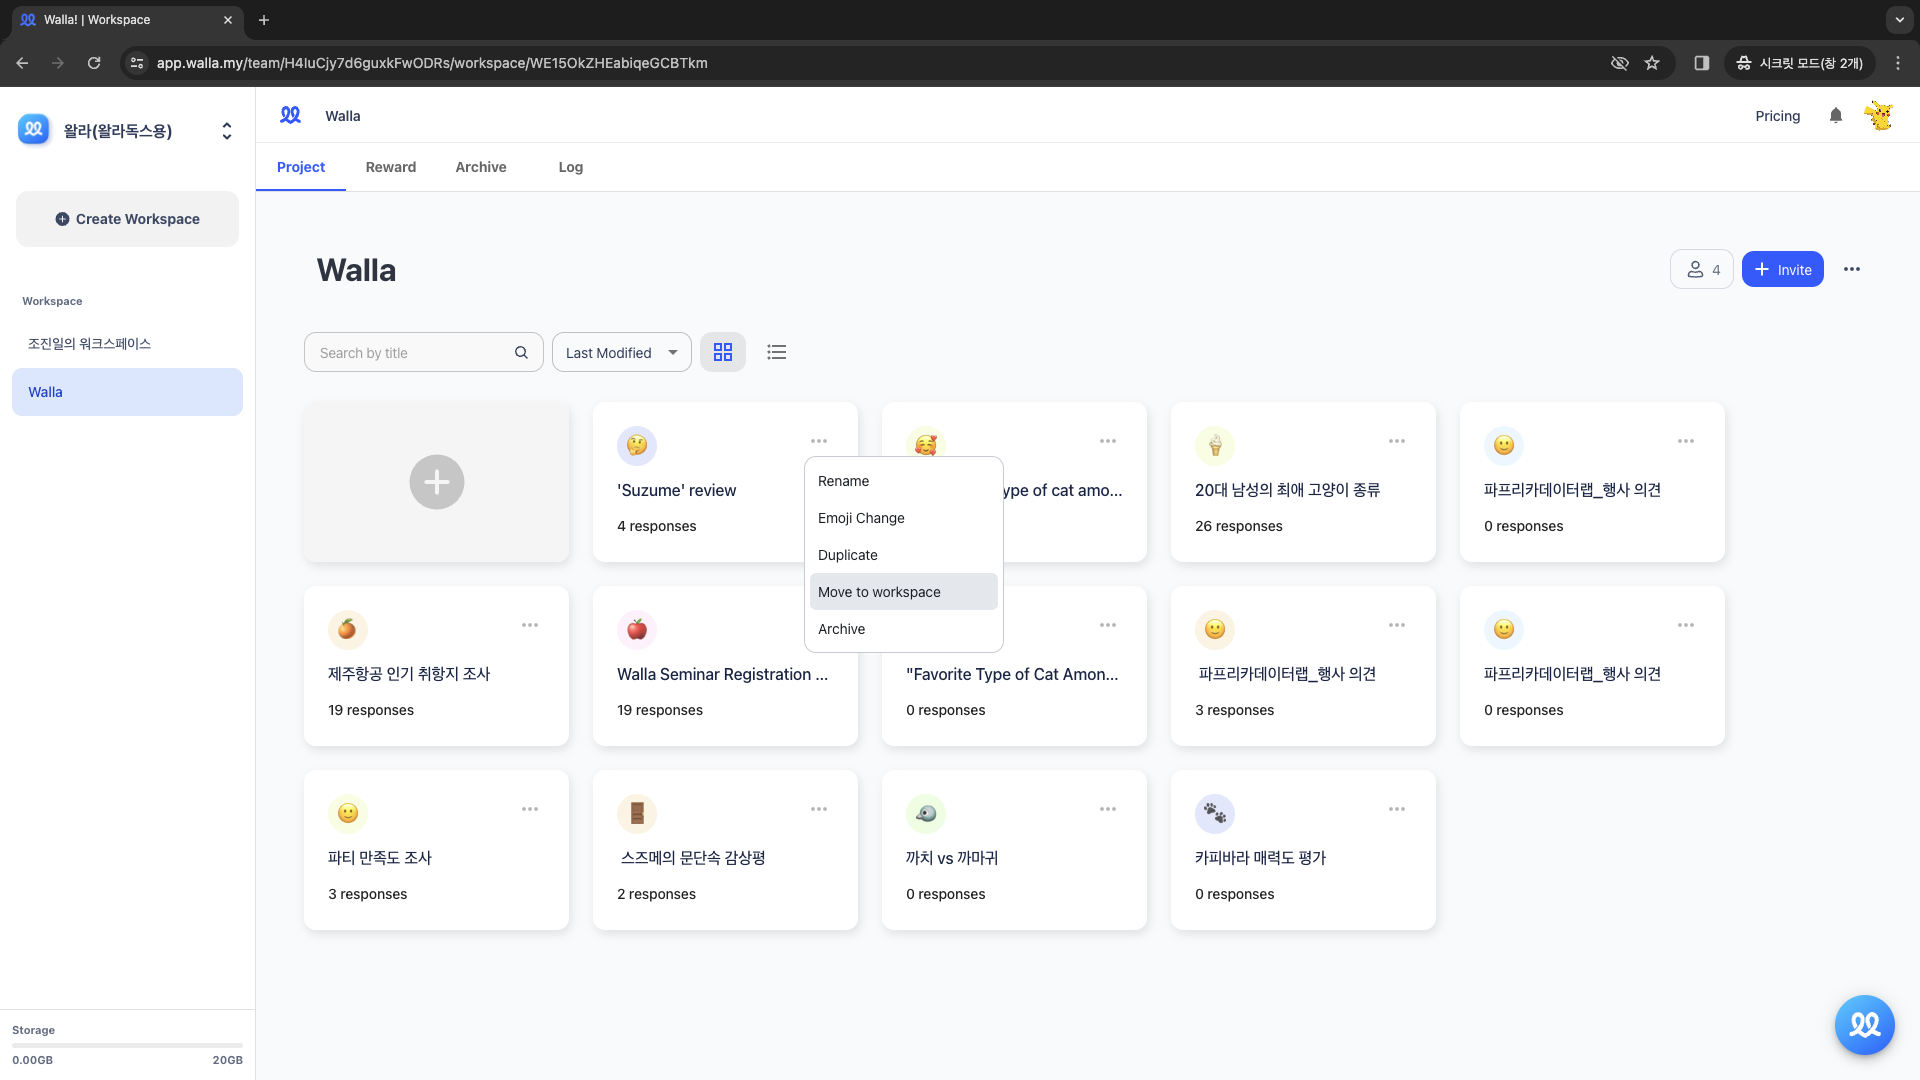 Walla! | Workspace
app.walla.my/team/H4IuCjy7d6guxkFwODRs/workspace/WE15OkZHEabiqeGCBTkm
시크릿 모드(창 2개)
왈라(왈라독스용)
Walla
Pricing
Project
Reward
Archive
Log
Create Workspace
Workspace
조진일의 워크스페이스
Walla
Walla
4
Invite
Search by title
Last Modified
'Suzume' review
4 responses
ype of cat amo...
20대 남성의 최애 고양이 종류
26 responses
파프리카데이터랩_행사 의견
0 responses
Rename
Emoji Change
Duplicate
Move to workspace
Archive
제주항공 인기 취항지 조사
19 responses
Walla Seminar Registration ...
19 responses
"Favorite Type of Cat Amon...
0 responses
파프리카데이터랩_행사 의견
3 responses
파프리카데이터랩_행사 의견
0 responses
파티 만족도 조사
3 responses
스즈메의 문단속 감상평
2 responses
까치 vs 까마귀
0 responses
카피바라 매력도 평가
0 responses
Storage
0.00GB
20GB